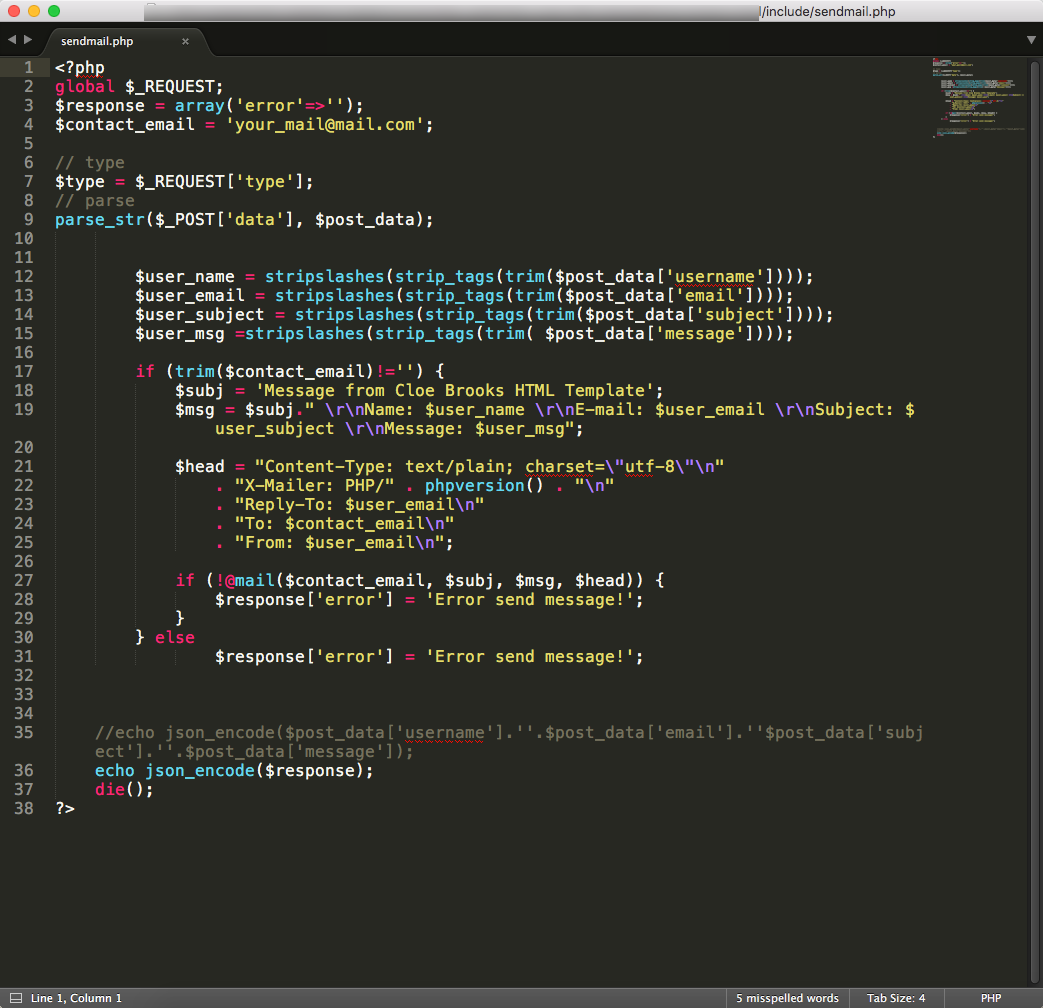 /include/sendmail.php
sendmail.php ×
1 <?php
2 global $_REQUEST;
3 $response = array('error'=>'');
4 $contact_email = 'your_mail@mail.com';
5
6 // type
7 $type = $_REQUEST['type'];
8 // parse
9 parse_str($_POST['data'], $post_data);
10
11
12 $user_name = stripslashes(strip_tags(trim($post_data['username'])));
13 $user_email = stripslashes(strip_tags(trim($post_data['email'])));
14 $user_subject = stripslashes(strip_tags(trim($post_data['subject'])));
15 $user_msg =stripslashes(strip_tags(trim( $post_data['message'])));
16
17 if (trim($contact_email)!='') {
18 $subj = 'Message from Cloe Brooks HTML Template';
19 $msg = $subj." \r\nName: $user_name \r\nE-mail: $user_email \r\nSubject: $
user_subject \r\nMessage: $user_msg";
20
21 $head = "Content-Type: text/plain; charset=\"utf-8\"\n"
22 . "X-Mailer: PHP/" . phpversion() . "\n"
23 . "Reply-To: $user_email\n"
24 . "To: $contact_email\n"
25 . "From: $user_email\n";
26
27 if (!@mail($contact_email, $subj, $msg, $head)) {
28 $response['error'] = 'Error send message!';
29 }
30 } else
31 $response['error'] = 'Error send message!';
32
33
34
35 //echo json_encode($post_data['username'].''.$post_data['email'].''$post_data['subj
ect'].''.$post_data['message']);
36 echo json_encode($response);
37 die();
38 ?>
Line 1, Column 1 5 misspelled words Tab Size: 4 PHP